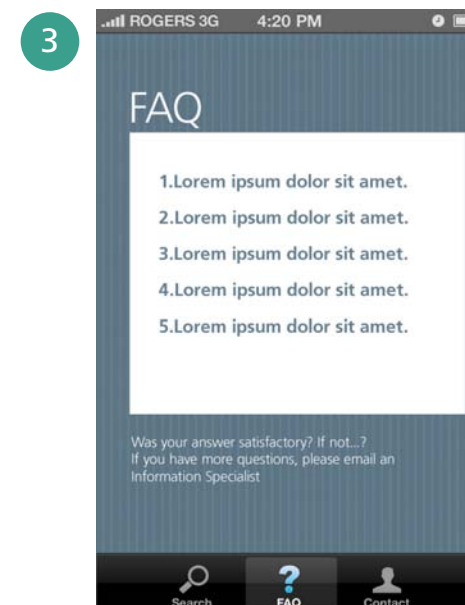 3
ROGERS 3G 4:20 PM
FAQ
1.Lorem ipsum dolor sit amet.
2.Lorem ipsum dolor sit amet.
3.Lorem ipsum dolor sit amet.
4.Lorem ipsum dolor sit amet.
5.Lorem ipsum dolor sit amet.
Was your answer satisfactory? If not...?
If you have more questions, please email an
Information Specialist
Search FAQ Contact